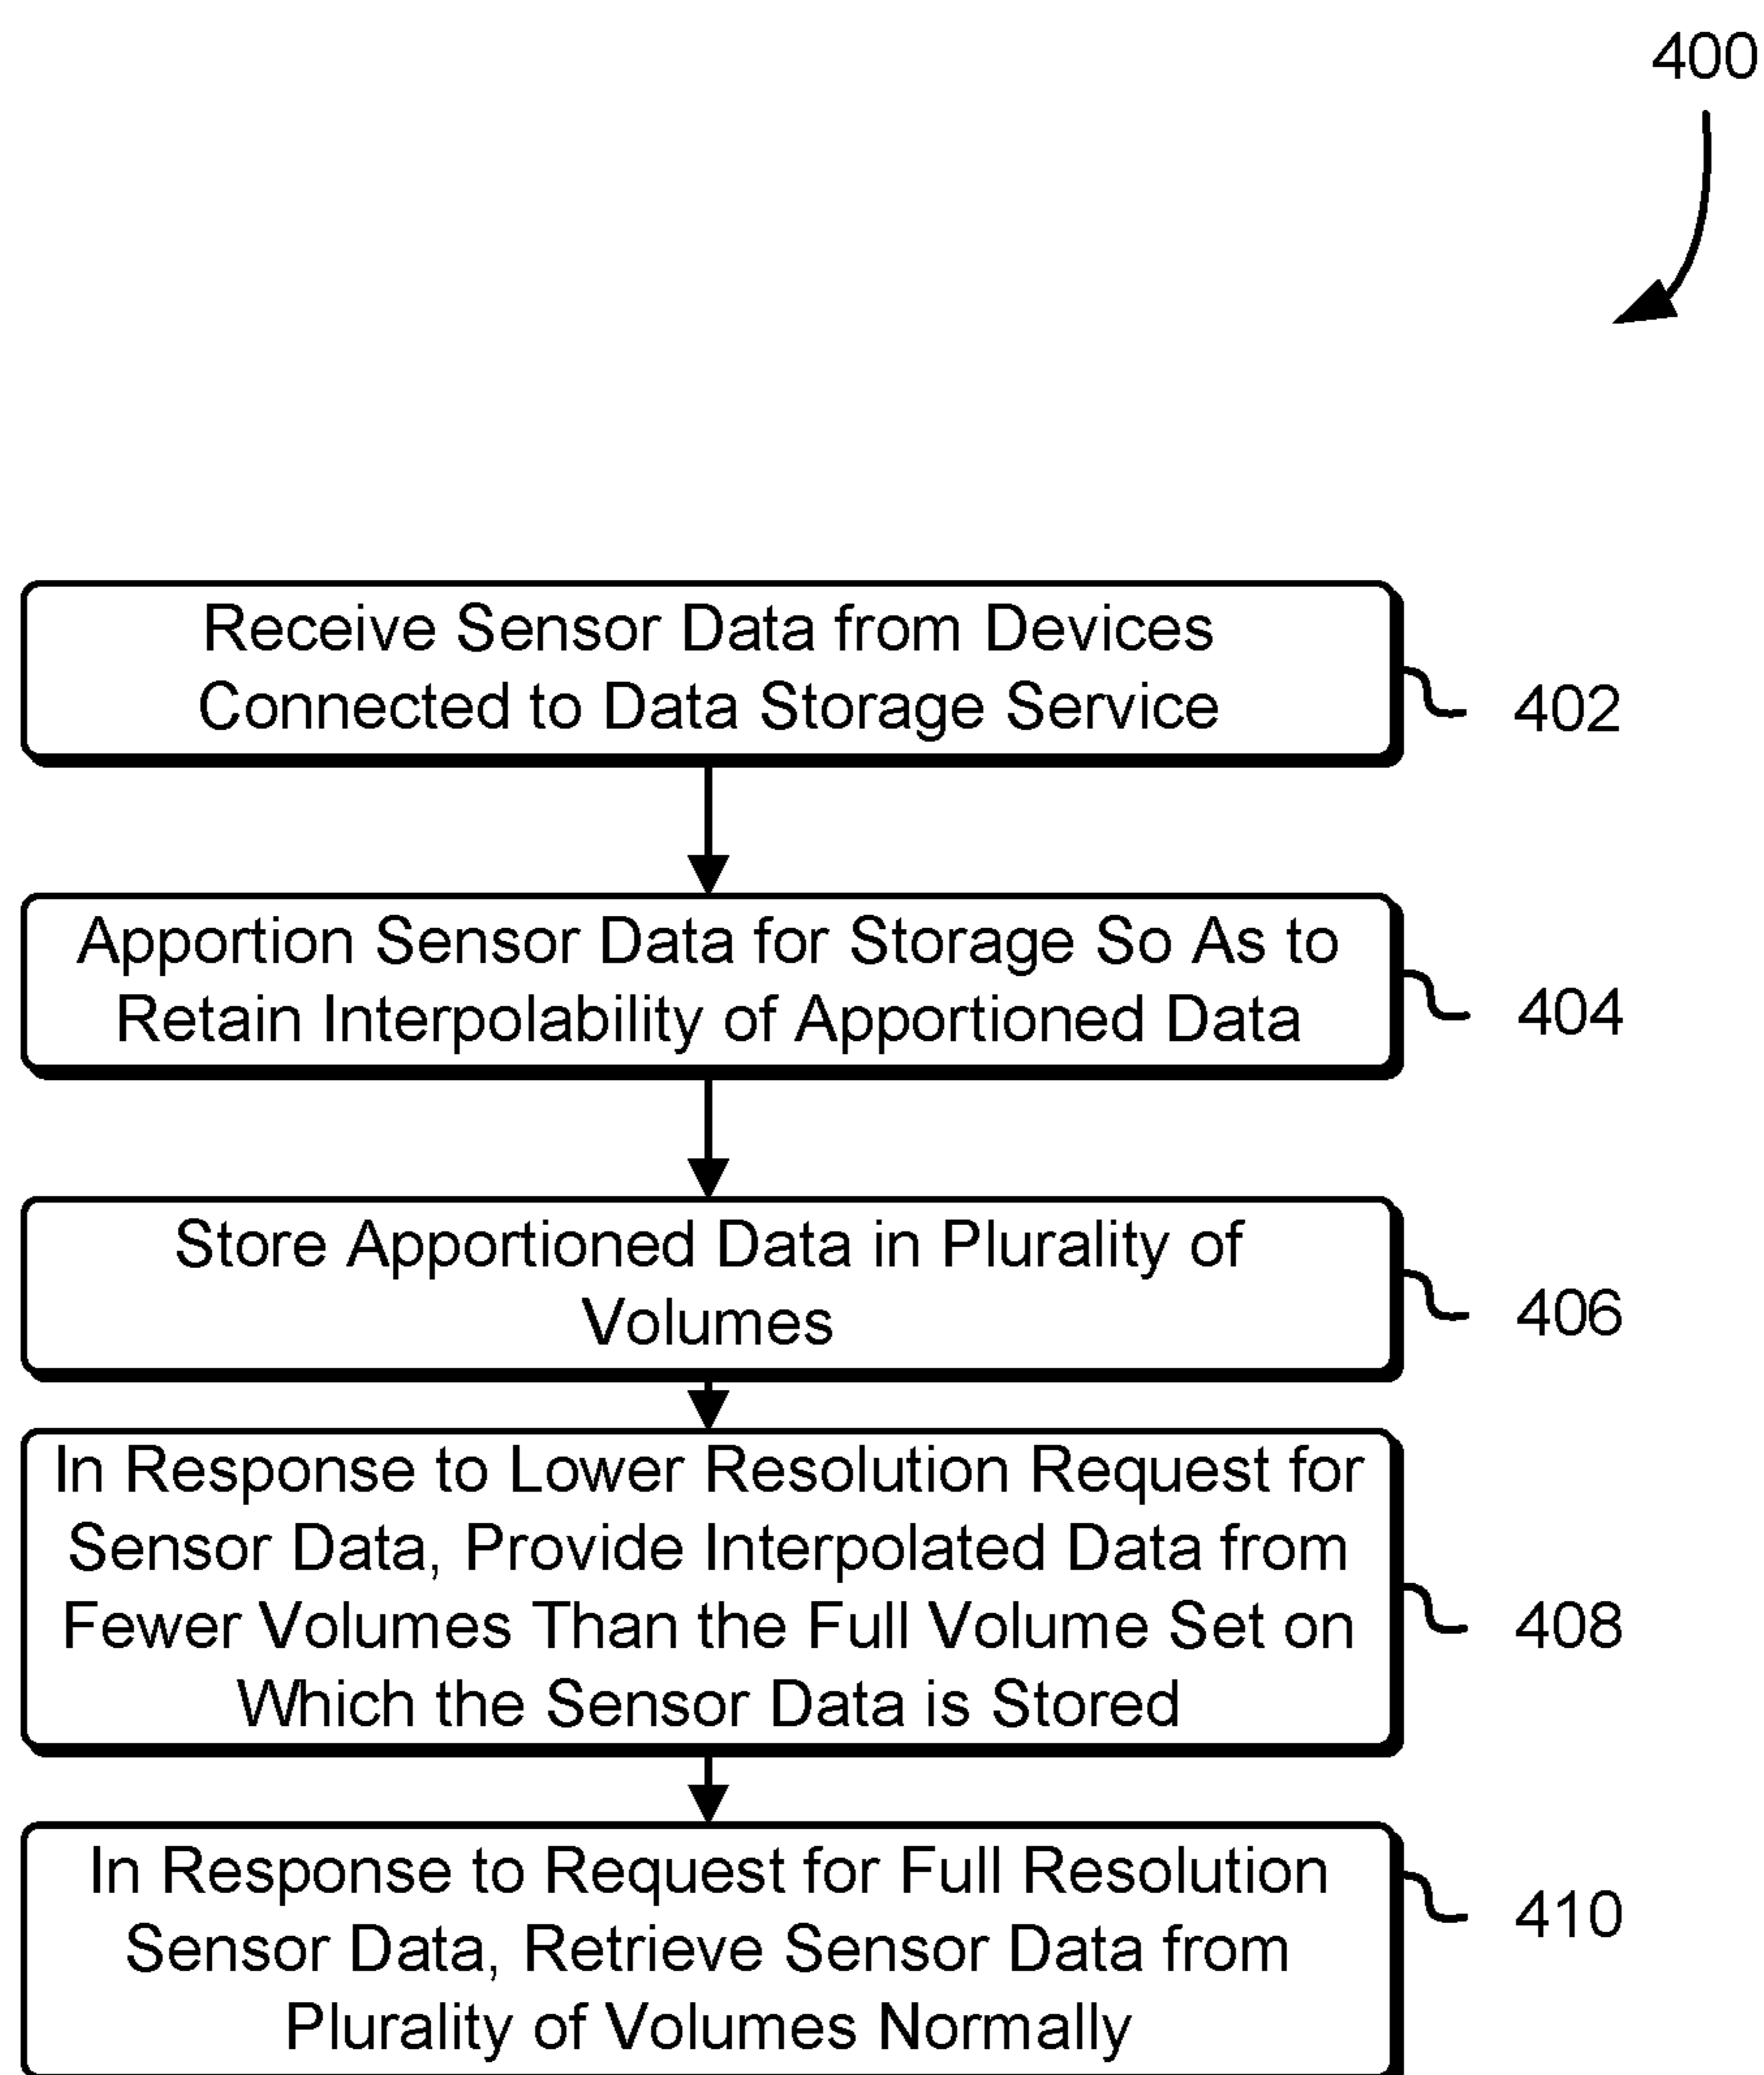 400
Receive Sensor Data from Devices
Connected to Data Storage Service
402
Apportion Sensor Data for Storage So As to
Retain Interpolability of Apportioned Data
404
Store Apportioned Data in Plurality of
Volumes
406
In Response to Lower Resolution Request for
Sensor Data, Provide Interpolated Data from
Fewer Volumes Than the Full Volume Set on
Which the Sensor Data is Stored
408
In Response to Request for Full Resolution
Sensor Data, Retrieve Sensor Data from
Plurality of Volumes Normally
410